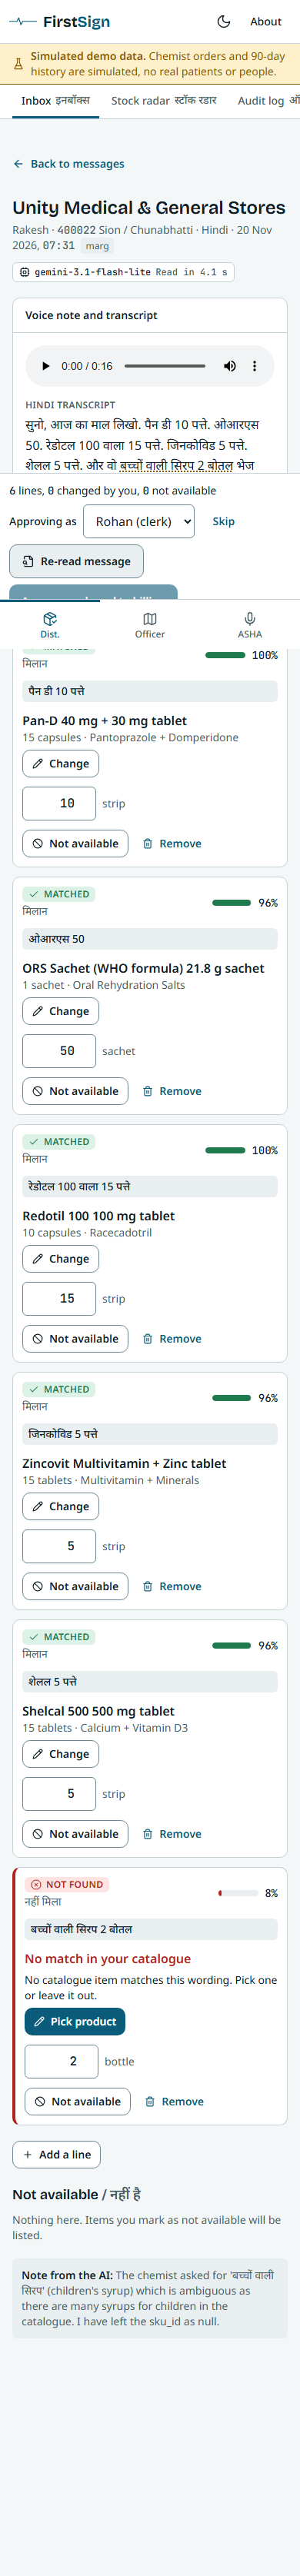 FirstSign
About
Simulated demo data. Chemist orders and 90-day
history are simulated, no real patients or people.
Inbox इनबॉक्स Stock radar स्टॉक रडार Audit log
Back to messages
Unity Medical & General Stores
Rakesh · 400022 Sion / Chunabhatti · Hindi · 20 Nov
2026, 07:31 marg
gemini-3.1-flash-lite Read in 4.1 s
Voice note and transcript
0:00 / 0:16
HINDI TRANSCRIPT
सुनो, आज का माल लिखो. पैन डी 10 पत्ते. ओआरएस
50. रेडोटल 100 वाला 15 पत्ते. जिनकोविड 5 पत्ते.
शेलल 5 पत्ते. और वो बच्चों वाली सिरप 2 बोतल भेज
6 lines, 0 changed by you, 0 not available
Approving as Rohan (clerk) Skip
Re-read message
Dist. Officer ASHA
100%
मिलान
पैन डी 10 पत्ते
Pan-D 40 mg + 30 mg tablet
15 capsules · Pantoprazole + Domperidone
Change
10 strip
Not available Remove
MATCHED
96%
मिलान
ओआरएस 50
ORS Sachet (WHO formula) 21.8 g sachet
1 sachet · Oral Rehydration Salts
Change
50 sachet
Not available Remove
MATCHED
100%
मिलान
रेडोटल 100 वाला 15 पत्ते
Redotil 100 100 mg tablet
10 capsules · Racecadotril
Change
15 strip
Not available Remove
MATCHED
96%
मिलान
जिनकोविड 5 पत्ते
Zincovit Multivitamin + Zinc tablet
15 tablets · Multivitamin + Minerals
Change
5 strip
Not available Remove
MATCHED
96%
मिलान
शेलल 5 पत्ते
Shelcal 500 500 mg tablet
15 tablets · Calcium + Vitamin D3
Change
5 strip
Not available Remove
NOT FOUND
8%
नहीं मिला
बच्चों वाली सिरप 2 बोतल
No match in your catalogue
No catalogue item matches this wording. Pick one
or leave it out.
Pick product
2 bottle
Not available Remove
Add a line
Not available / नहीं है
Nothing here. Items you mark as not available will be
listed.
Note from the AI: The chemist asked for 'बच्चों वाली
सिरप' (children's syrup) which is ambiguous as
there are many syrups for children in the
catalogue. I have left the sku_id as null.